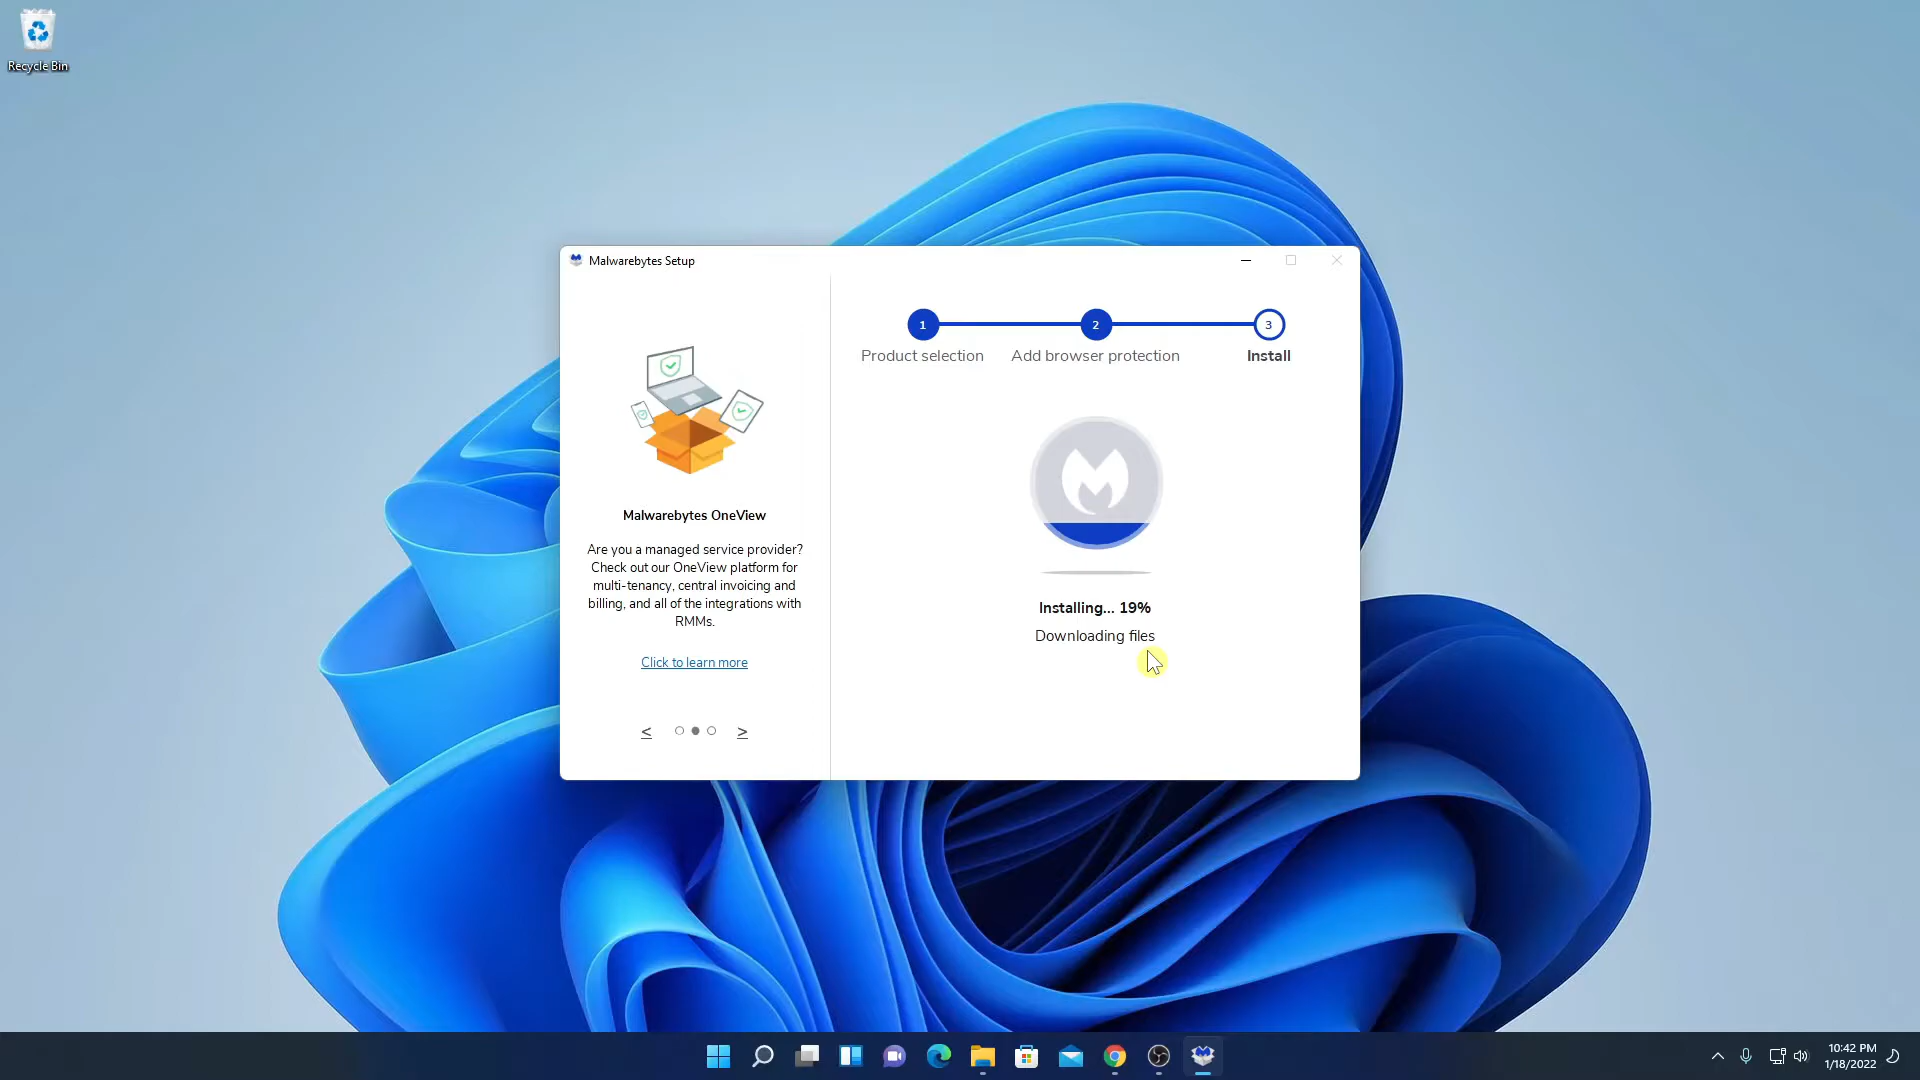 Recycle Bin
Malwarebytes Setup
1
2
3
Product selection
Add browser protection
Install
Malwarebytes OneView
Are you a managed service provider?
Check out our OneView platform for
multi-tenancy, central invoicing and
billing, and all of the integrations with
RMMs.
Click to learn more
< >
Installing... 19%
Downloading files
10:42 PM
1/18/2022